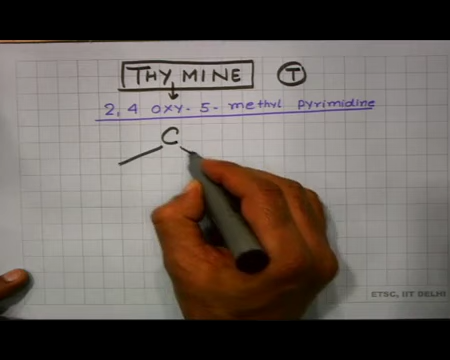 THYMINE T
2,4 oxy-5-methyl pyrimidine
C
ETSC, IIT DELHI